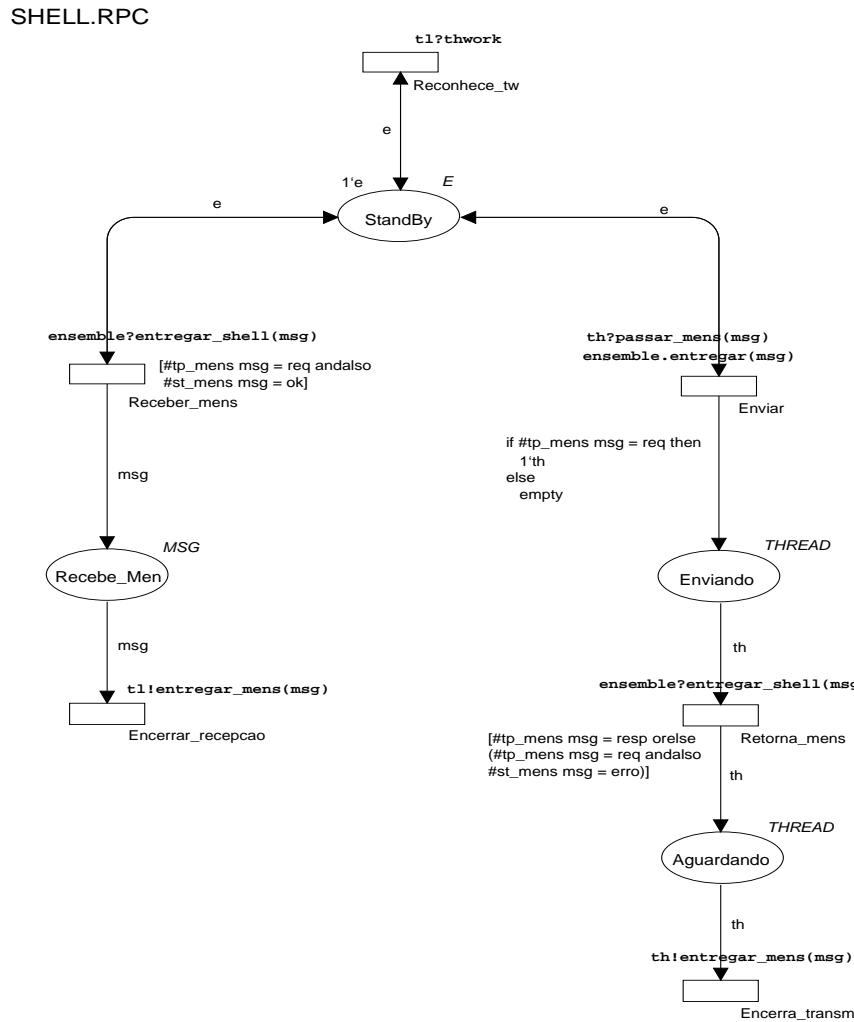 SHELL.RPC
tl?thwork
Reconhece_tw
e
1‘e
E
StandBy
e
e
ensemble?entregar_shell(msg)
[#tp_mens msg = req andalso
#st_mens msg = ok]
Receber_mens
th?passar_mens(msg)
ensemble.entregar(msg)
Enviar
if #tp_mens msg = req then
1‘th
else
empty
msg
MSG
Recebe_Men
THREAD
Enviando
msg
th
tl!entregar_mens(msg)
Encerrar_recepcao
ensemble?entregar_shell(msg
[#tp_mens msg = resp orelse
(#tp_mens msg = req andalso
#st_mens msg = erro)]
Retorna_mens
th
THREAD
Aguardando
th
th!entregar_mens(msg)
Encerra_transm